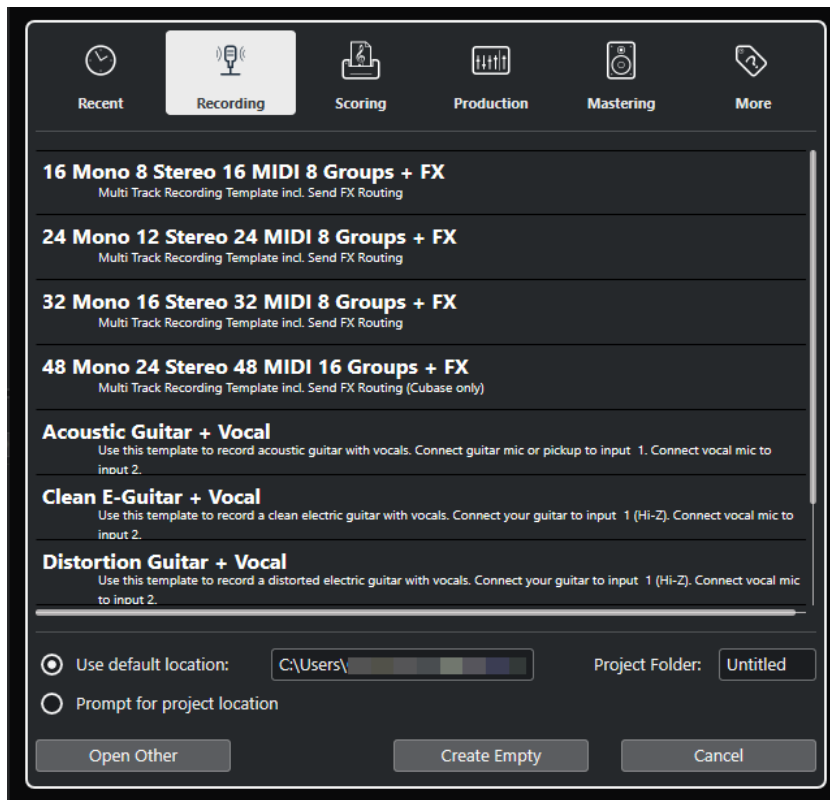 Recent Recording Scoring Production Mastering More
16 Mono 8 Stereo 16 MIDI 8 Groups + FX
Multi Track Recording Template incl. Send FX Routing
24 Mono 12 Stereo 24 MIDI 8 Groups + FX
Multi Track Recording Template incl. Send FX Routing
32 Mono 16 Stereo 32 MIDI 8 Groups + FX
Multi Track Recording Template incl. Send FX Routing
48 Mono 24 Stereo 48 MIDI 16 Groups + FX
Multi Track Recording Template incl. Send FX Routing (Cubase only)
Acoustic Guitar + Vocal
Use this template to record acoustic guitar with vocals. Connect guitar mic or pickup to input 1. Connect vocal mic to
input 2.
Clean E-Guitar + Vocal
Use this template to record a clean electric guitar with vocals. Connect your guitar to input 1 (Hi-Z). Connect vocal mic to
input 2.
Distortion Guitar + Vocal
Use this template to record a distorted electric guitar with vocals. Connect your guitar to input 1 (Hi-Z). Connect vocal mic
to input 2.
Use default location: C:\Users\ Project Folder: Untitled
Prompt for project location
Open Other Create Empty Cancel